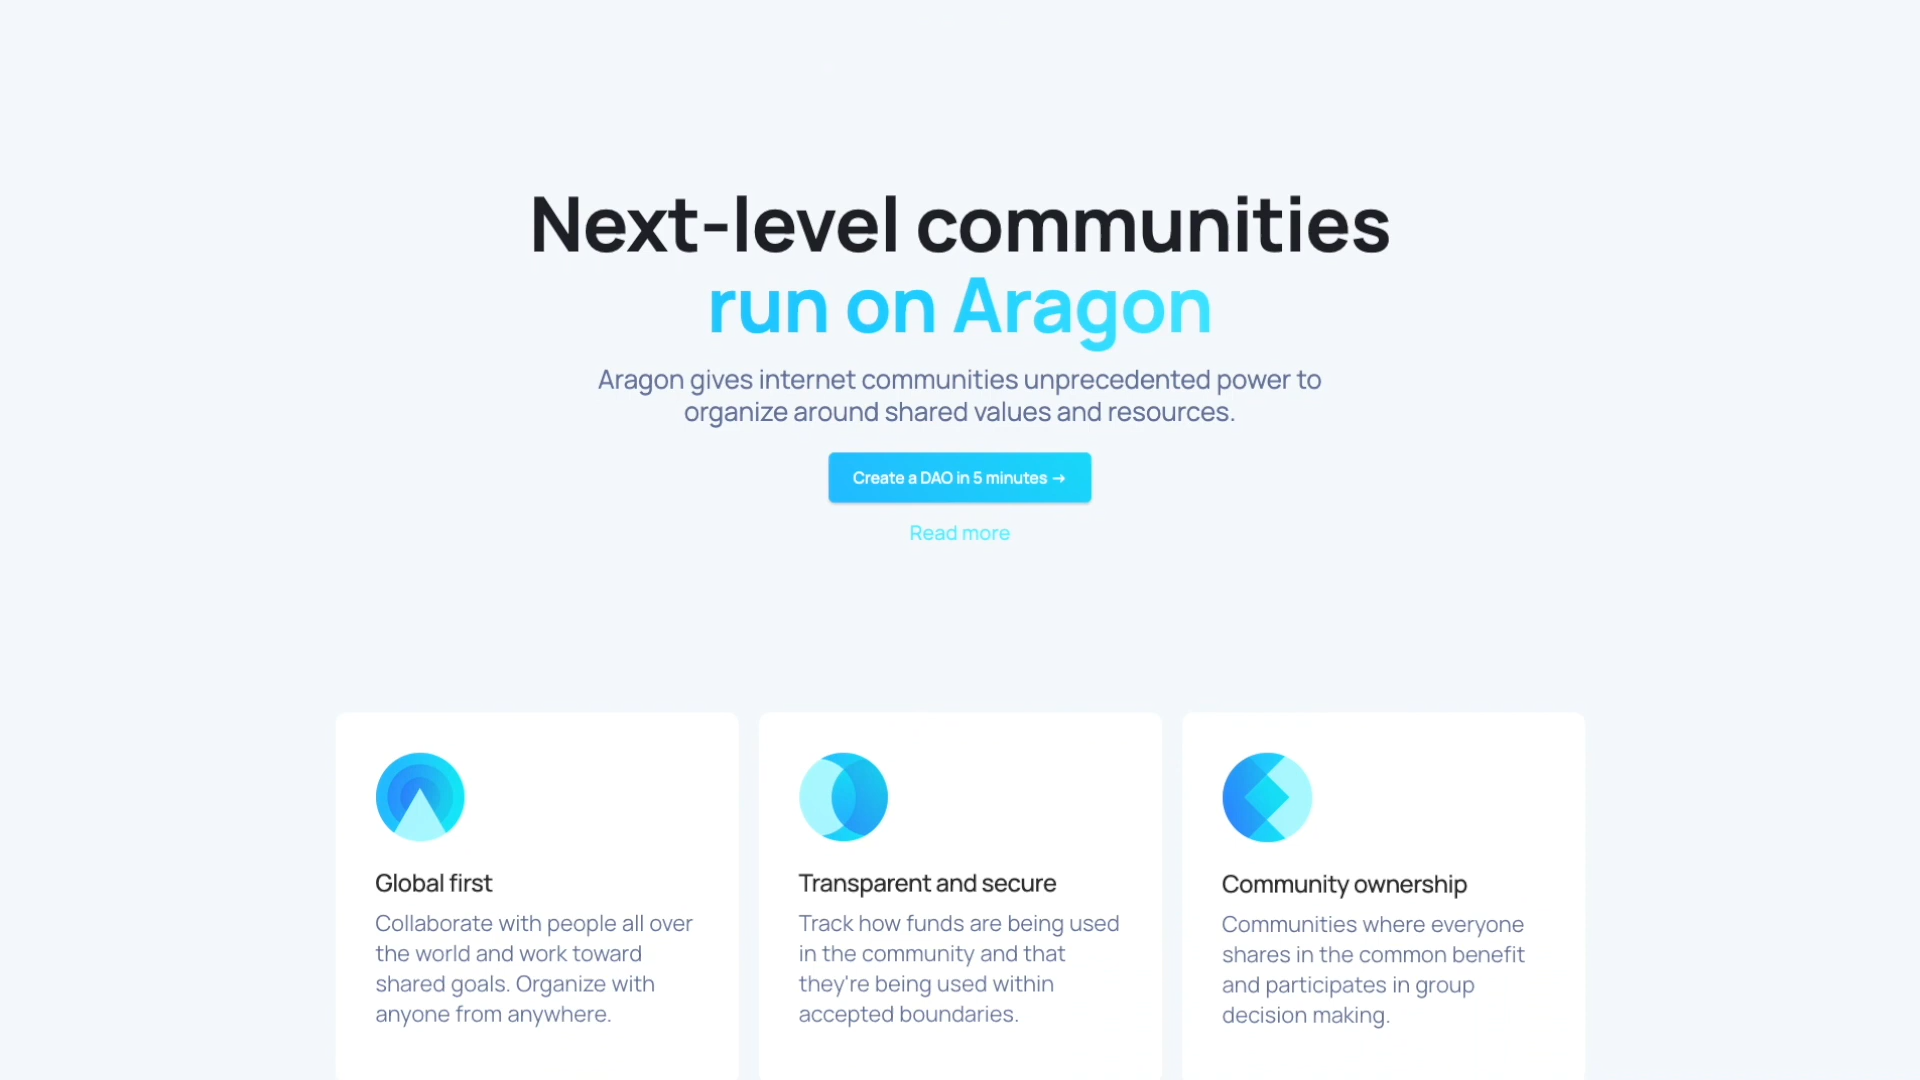 Next-level communities
run on Aragon
Aragon gives internet communities unprecedented power to
organize around shared values and resources.
Create a DAO in 5 minutes →
Read more
Global first
Collaborate with people all over
the world and work toward
shared goals. Organize with
anyone from anywhere.
Transparent and secure
Track how funds are being used
in the community and that
they're being used within
accepted boundaries.
Community ownership
Communities where everyone
shares in the common benefit
and participates in group
decision making.